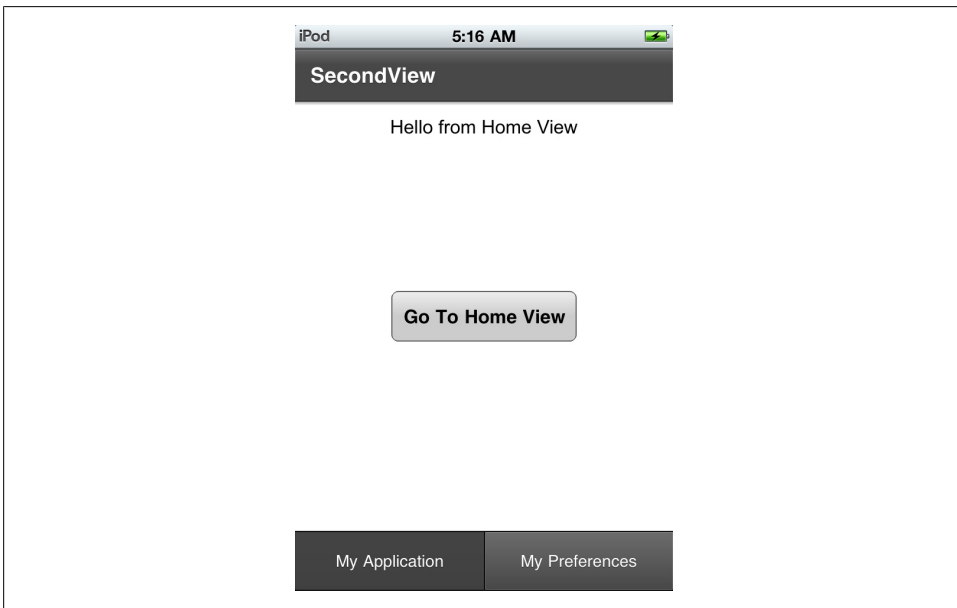 iPod 5:16 AM
SecondView
Hello from Home View
Go To Home View
My Application My Preferences